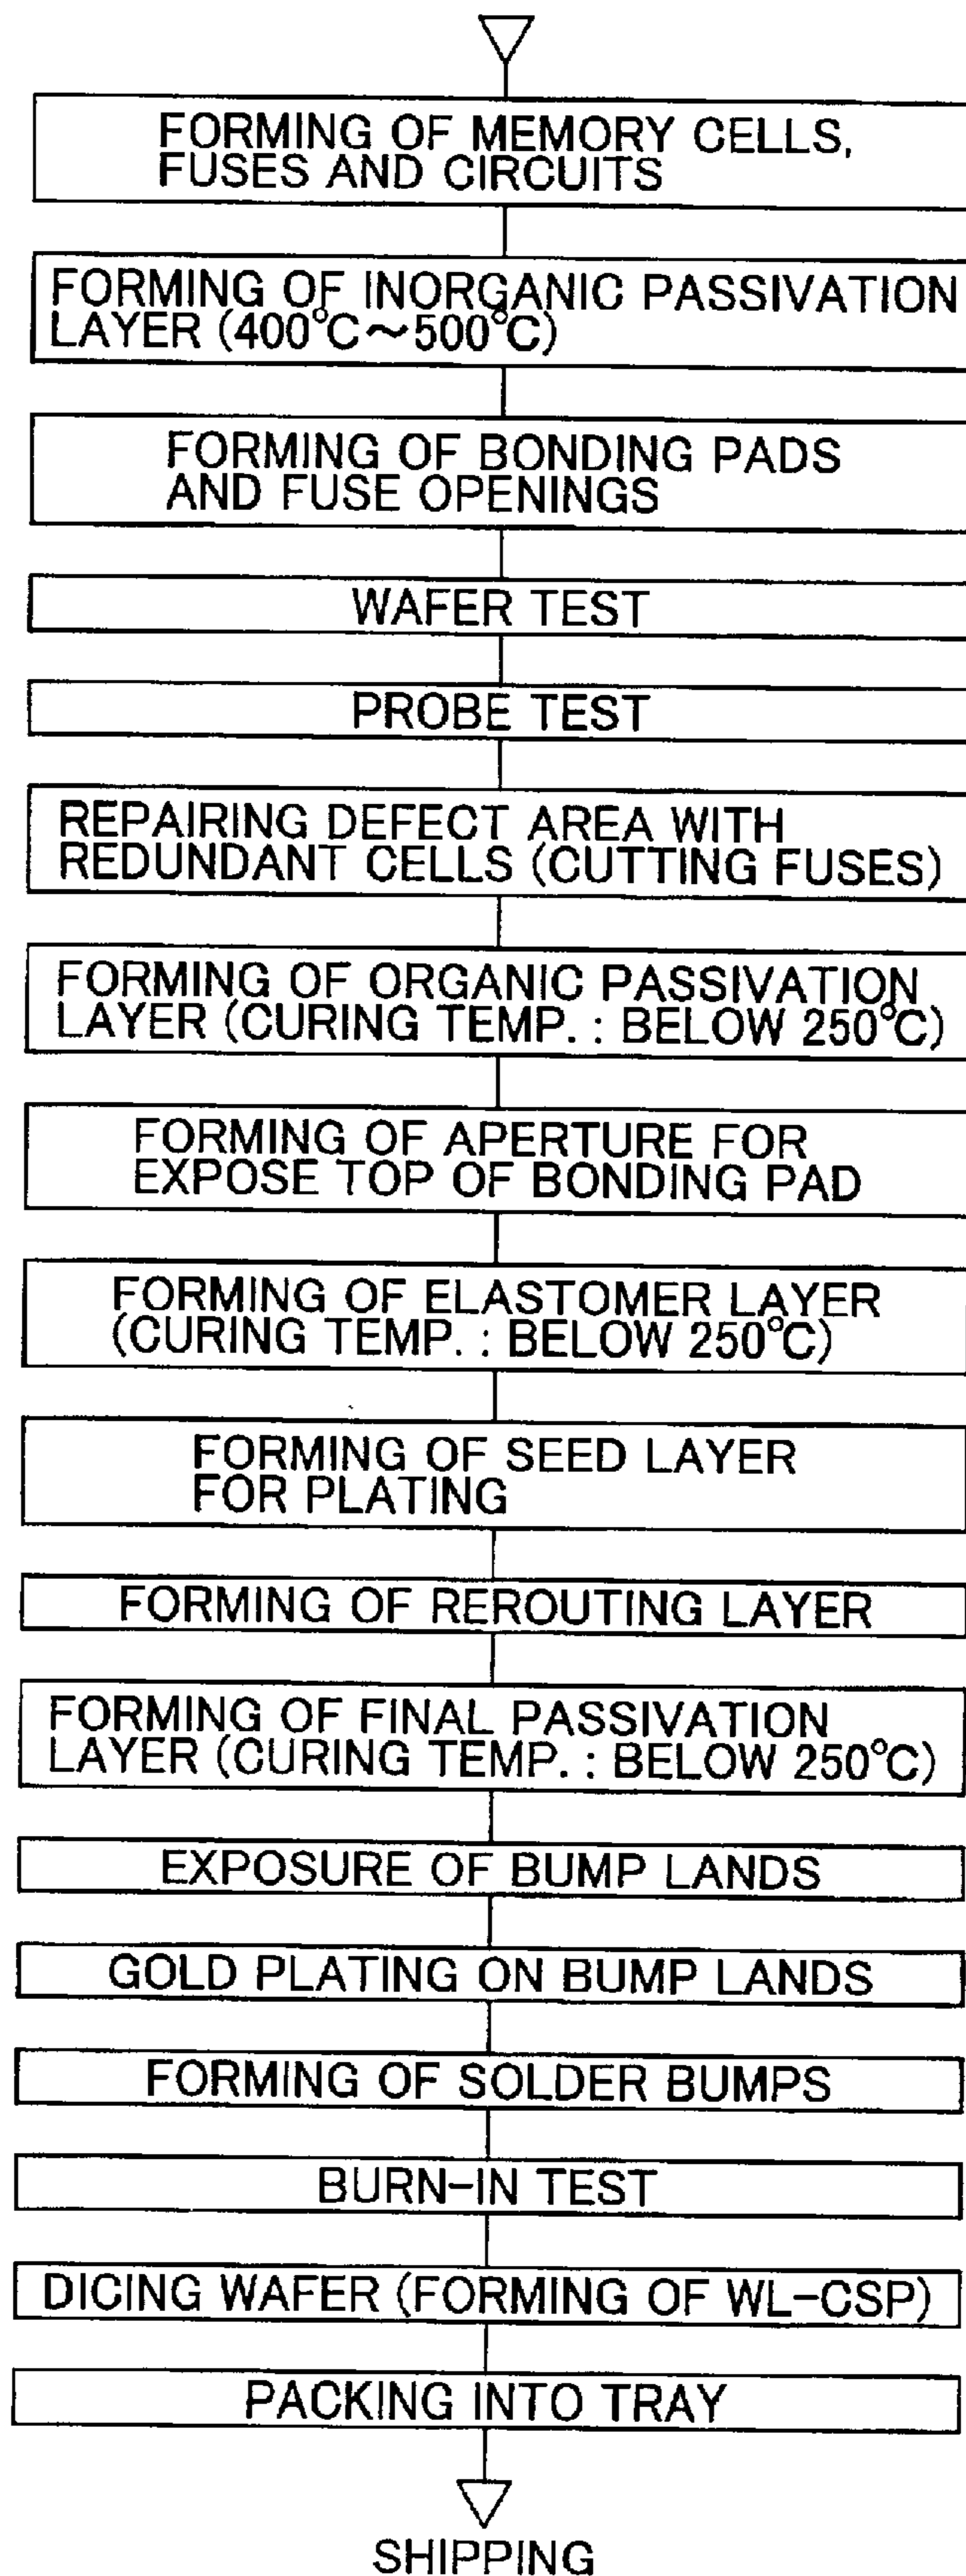 FORMING OF MEMORY CELLS,
FUSES AND CIRCUITS
FORMING OF INORGANIC PASSIVATION
LAYER (400°C～500°C)
FORMING OF BONDING PADS
AND FUSE OPENINGS
WAFER TEST
PROBE TEST
REPAIRING DEFECT AREA WITH
REDUNDANT CELLS (CUTTING FUSES)
FORMING OF ORGANIC PASSIVATION
LAYER (CURING TEMP. : BELOW 250°C)
FORMING OF APERTURE FOR
EXPOSE TOP OF BONDING PAD
FORMING OF ELASTOMER LAYER
(CURING TEMP. : BELOW 250°C)
FORMING OF SEED LAYER
FOR PLATING
FORMING OF REROUTING LAYER
FORMING OF FINAL PASSIVATION
LAYER (CURING TEMP. : BELOW 250°C)
EXPOSURE OF BUMP LANDS
GOLD PLATING ON BUMP LANDS
FORMING OF SOLDER BUMPS
BURN-IN TEST
DICING WAFER (FORMING OF WL-CSP)
PACKING INTO TRAY
SHIPPING